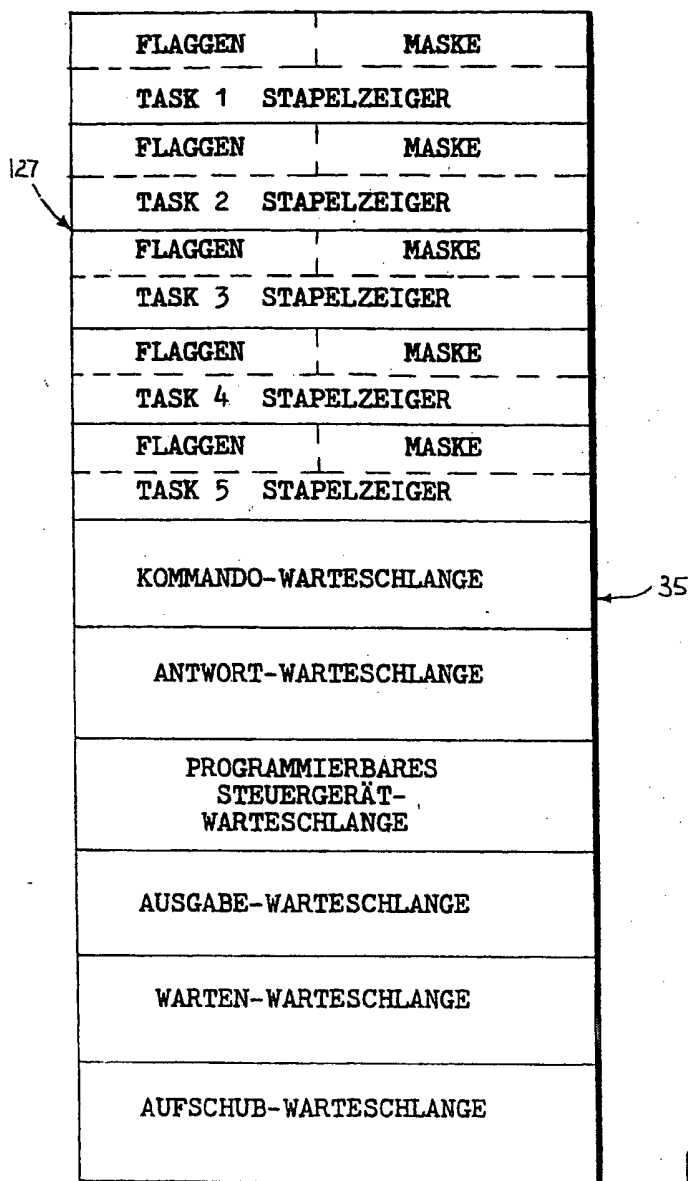 FLAGGEN MASKE
TASK 1 STAPELZEIGER
FLAGGEN MASKE
127
TASK 2 STAPELZEIGER
FLAGGEN MASKE
TASK 3 STAPELZEIGER
FLAGGEN MASKE
TASK 4 STAPELZEIGER
FLAGGEN MASKE
TASK 5 STAPELZEIGER
KOMMANDO-WARTESCHLANGE
35
ANTWORT-WARTESCHLANGE
PROGRAMMIERBARES
STEUERGERÄT-
WARTESCHLANGE
AUSGABE-WARTESCHLANGE
WARTEN-WARTESCHLANGE
AUFSCHUB-WARTESCHLANGE